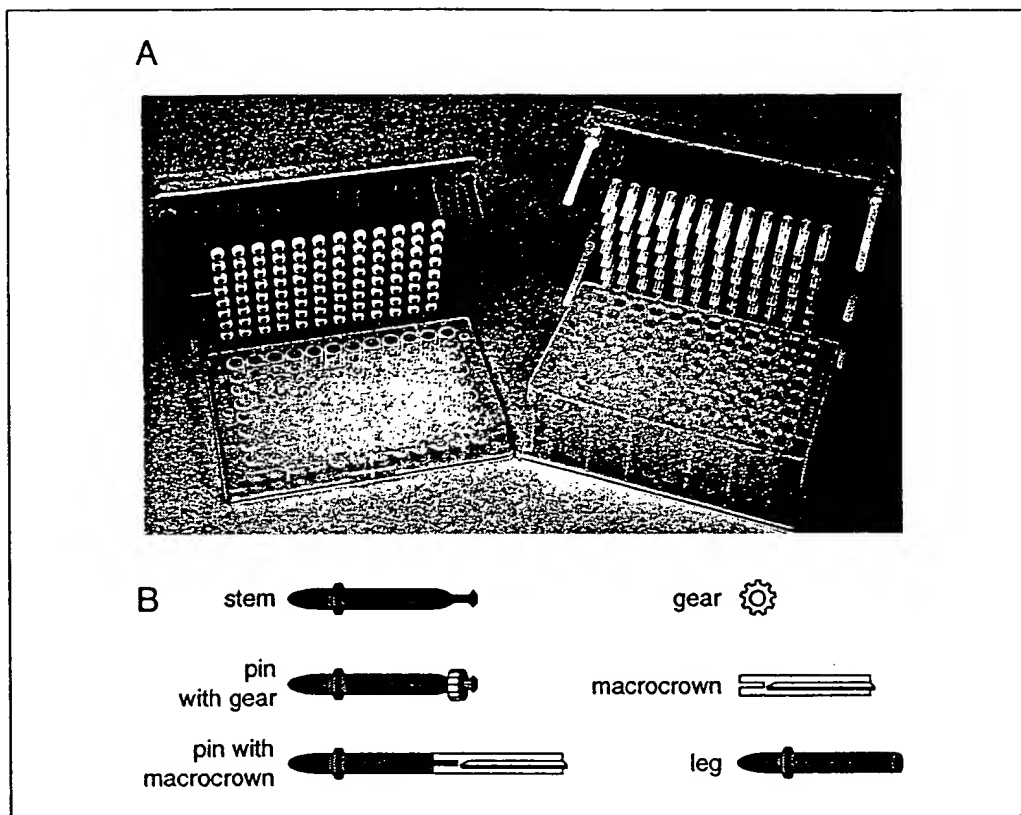 A
B
stem
gear
pin
with gear
macrocrown
pin with
macrocrown
leg